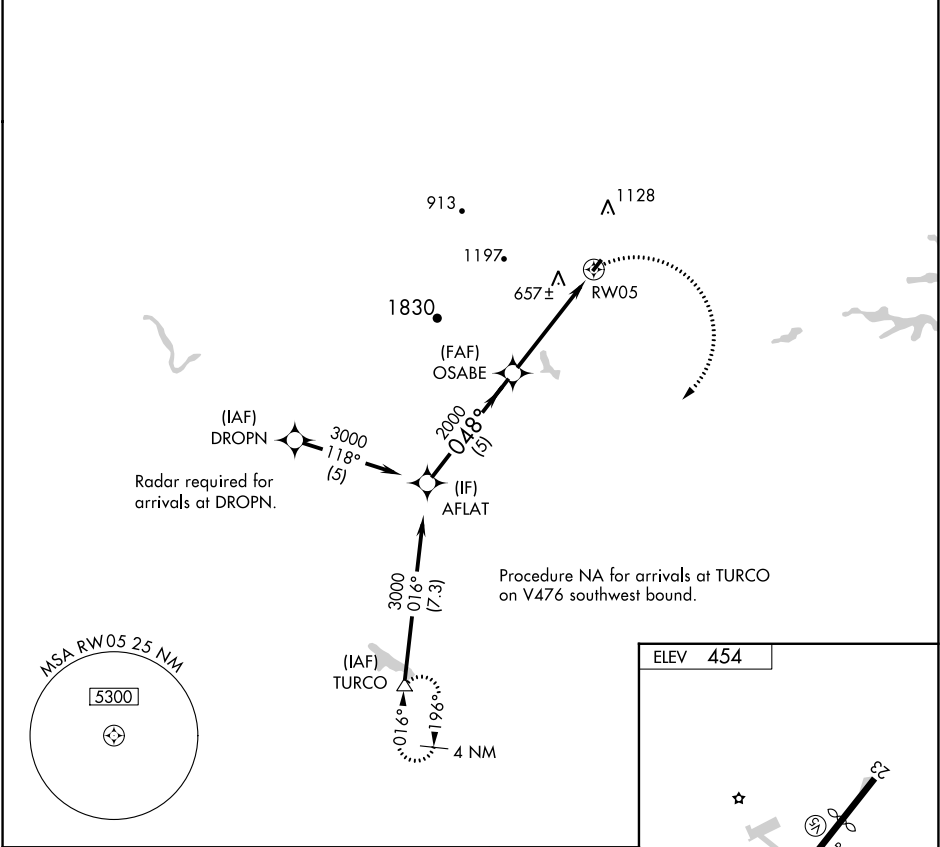 913
1128
1197
657±
RW05
1830
(FAF)
OSABE
2000
048°
(5)
(IAF)
DROPN
3000
118°
(5)
Radar required for
arrivals at DROPN.
(IF)
AFLAT
3000
016°
(7.3)
Procedure NA for arrivals at TURCO
on V476 southwest bound.
(IAF)
TURCO
016°
196°
4 NM
MSA RW05 25 NM
5300
ELEV 454
23
V5